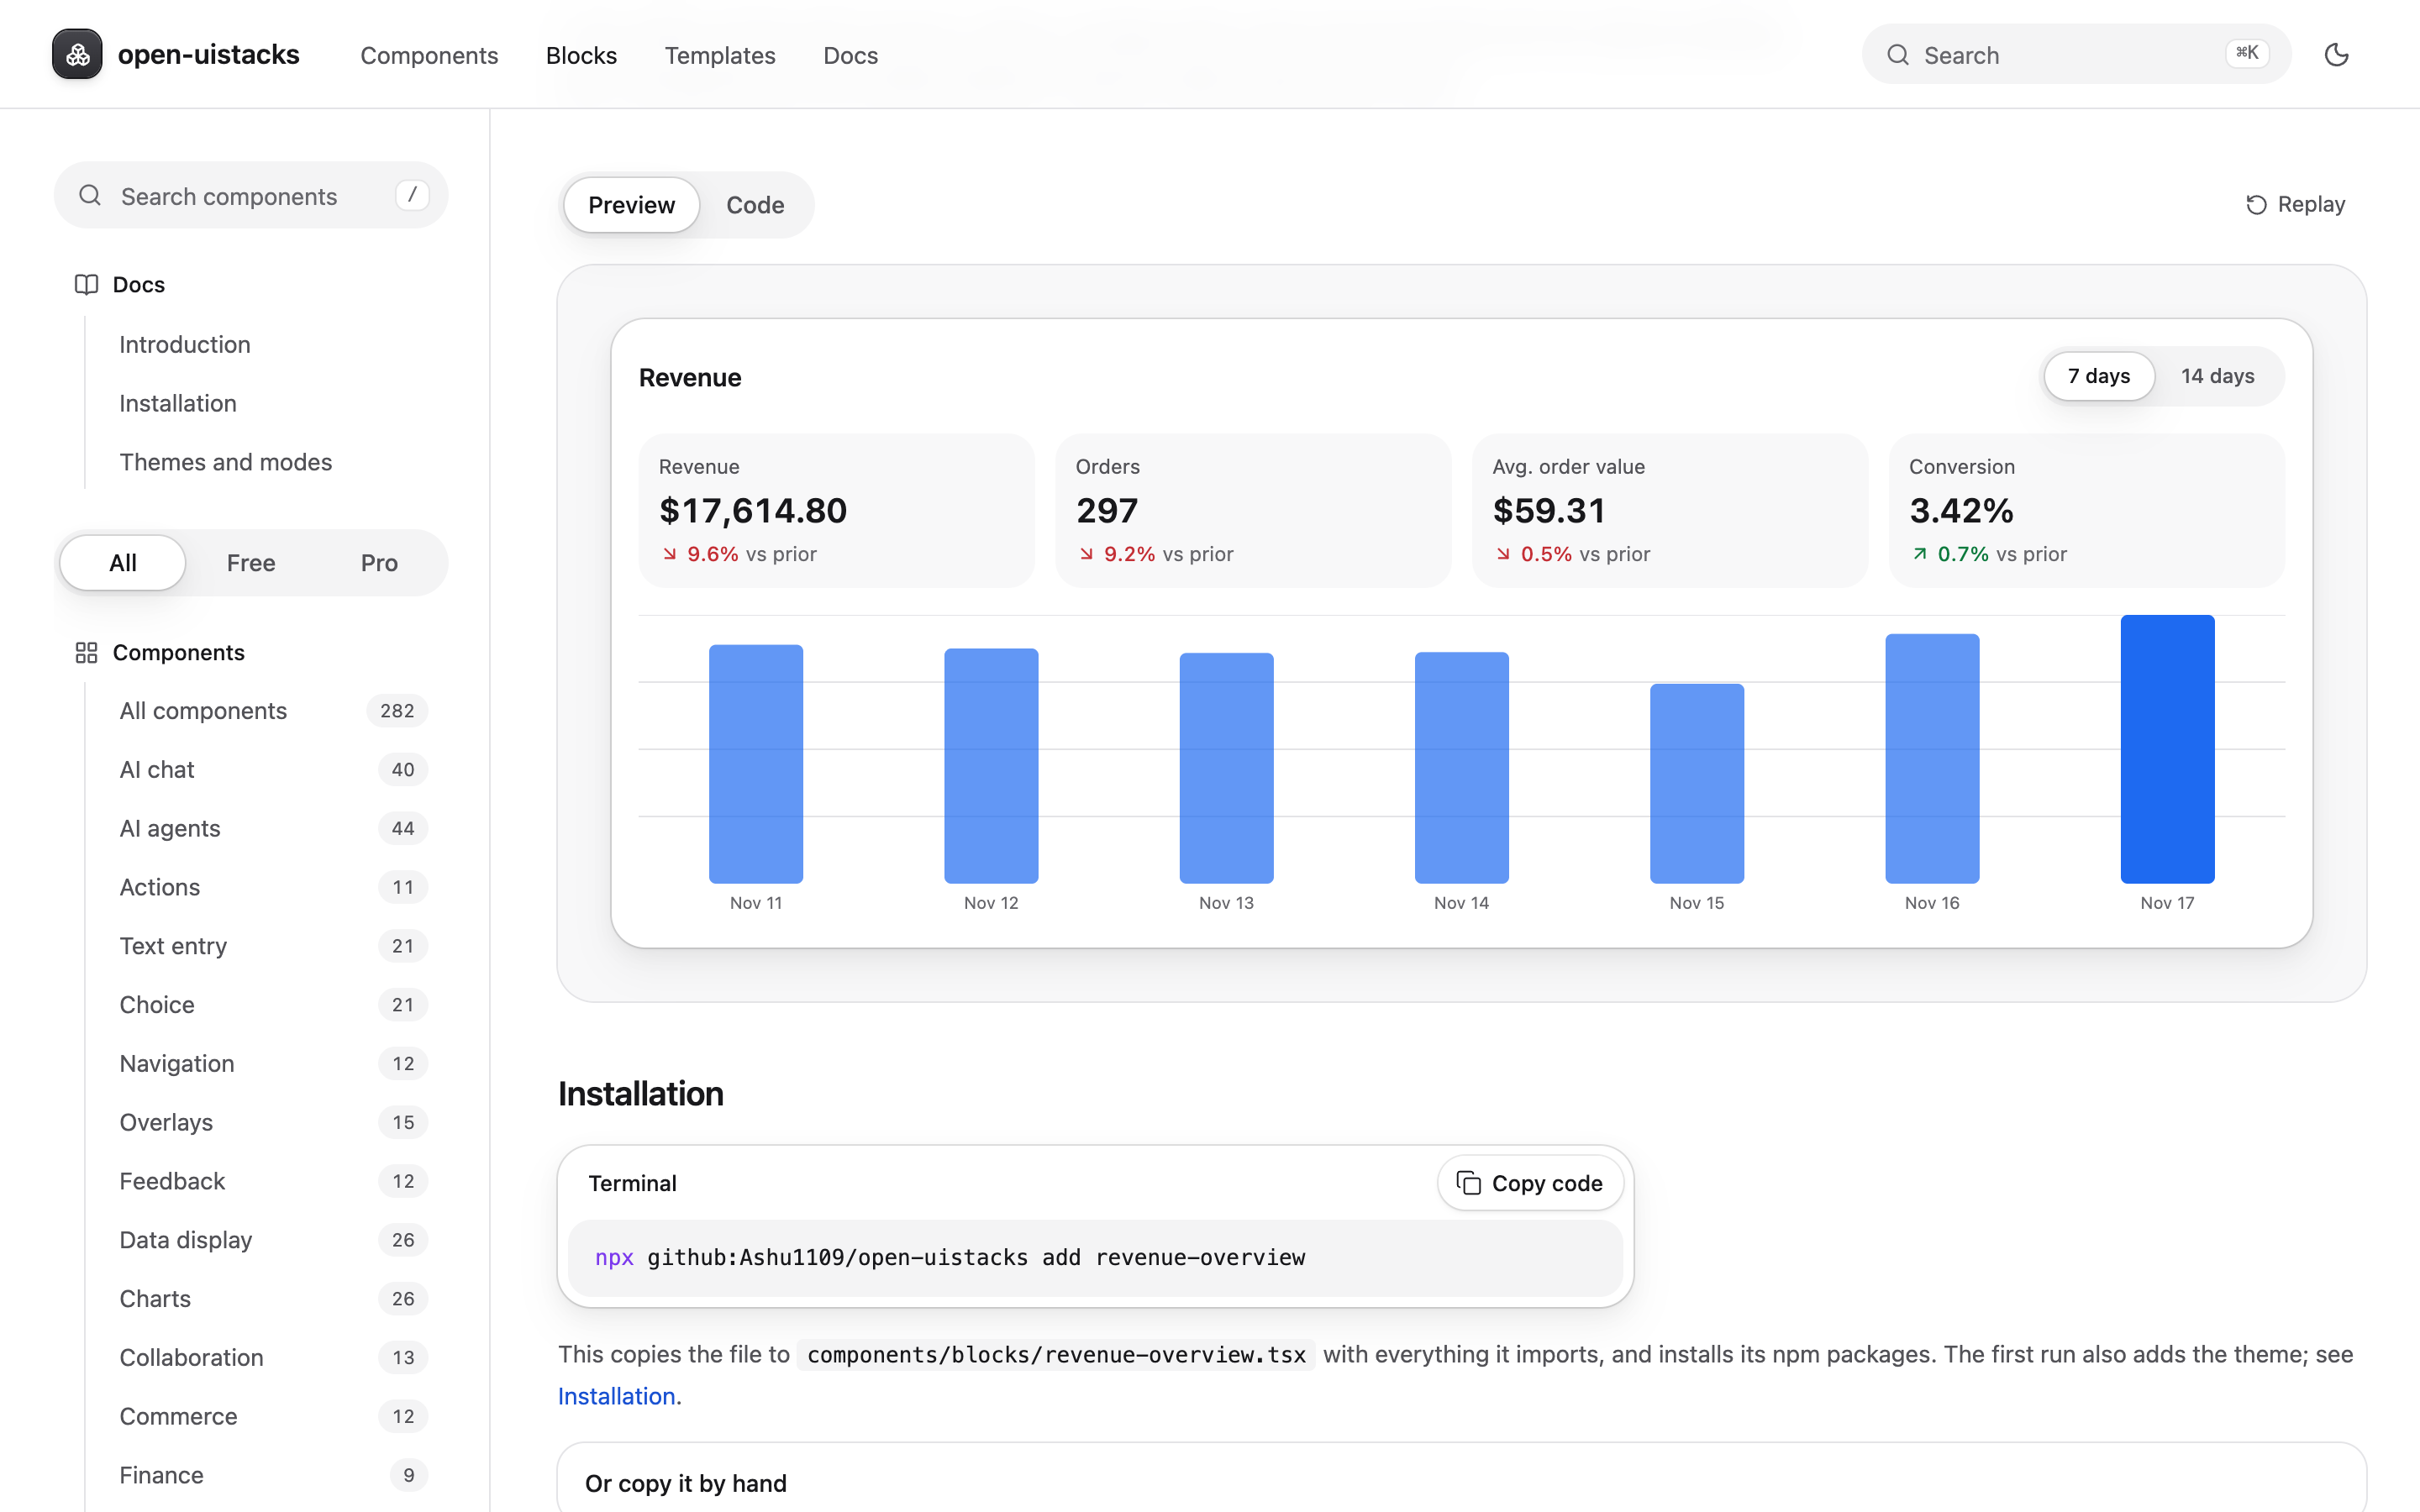 open-uistacks
Components
Blocks
Templates
Docs
Search
⌘K
Search components
/
Docs
Introduction
Installation
Themes and modes
All
Free
Pro
Components
All components 282
AI chat 40
AI agents 44
Actions 11
Text entry 21
Choice 21
Navigation 12
Overlays 15
Feedback 12
Data display 26
Charts 26
Collaboration 13
Commerce 12
Finance 9
Preview
Code
Replay
Revenue
7 days
14 days
Revenue
$17,614.80
9.6% vs prior
Orders
297
9.2% vs prior
Avg. order value
$59.31
0.5% vs prior
Conversion
3.42%
0.7% vs prior
Nov 11
Nov 12
Nov 13
Nov 14
Nov 15
Nov 16
Nov 17
Installation
Terminal
Copy code
npx github:Ashu1109/open-uistacks add revenue-overview
This copies the file to components/blocks/revenue-overview.tsx with everything it imports, and installs its npm packages. The first run also adds the theme; see
Installation.
Or copy it by hand